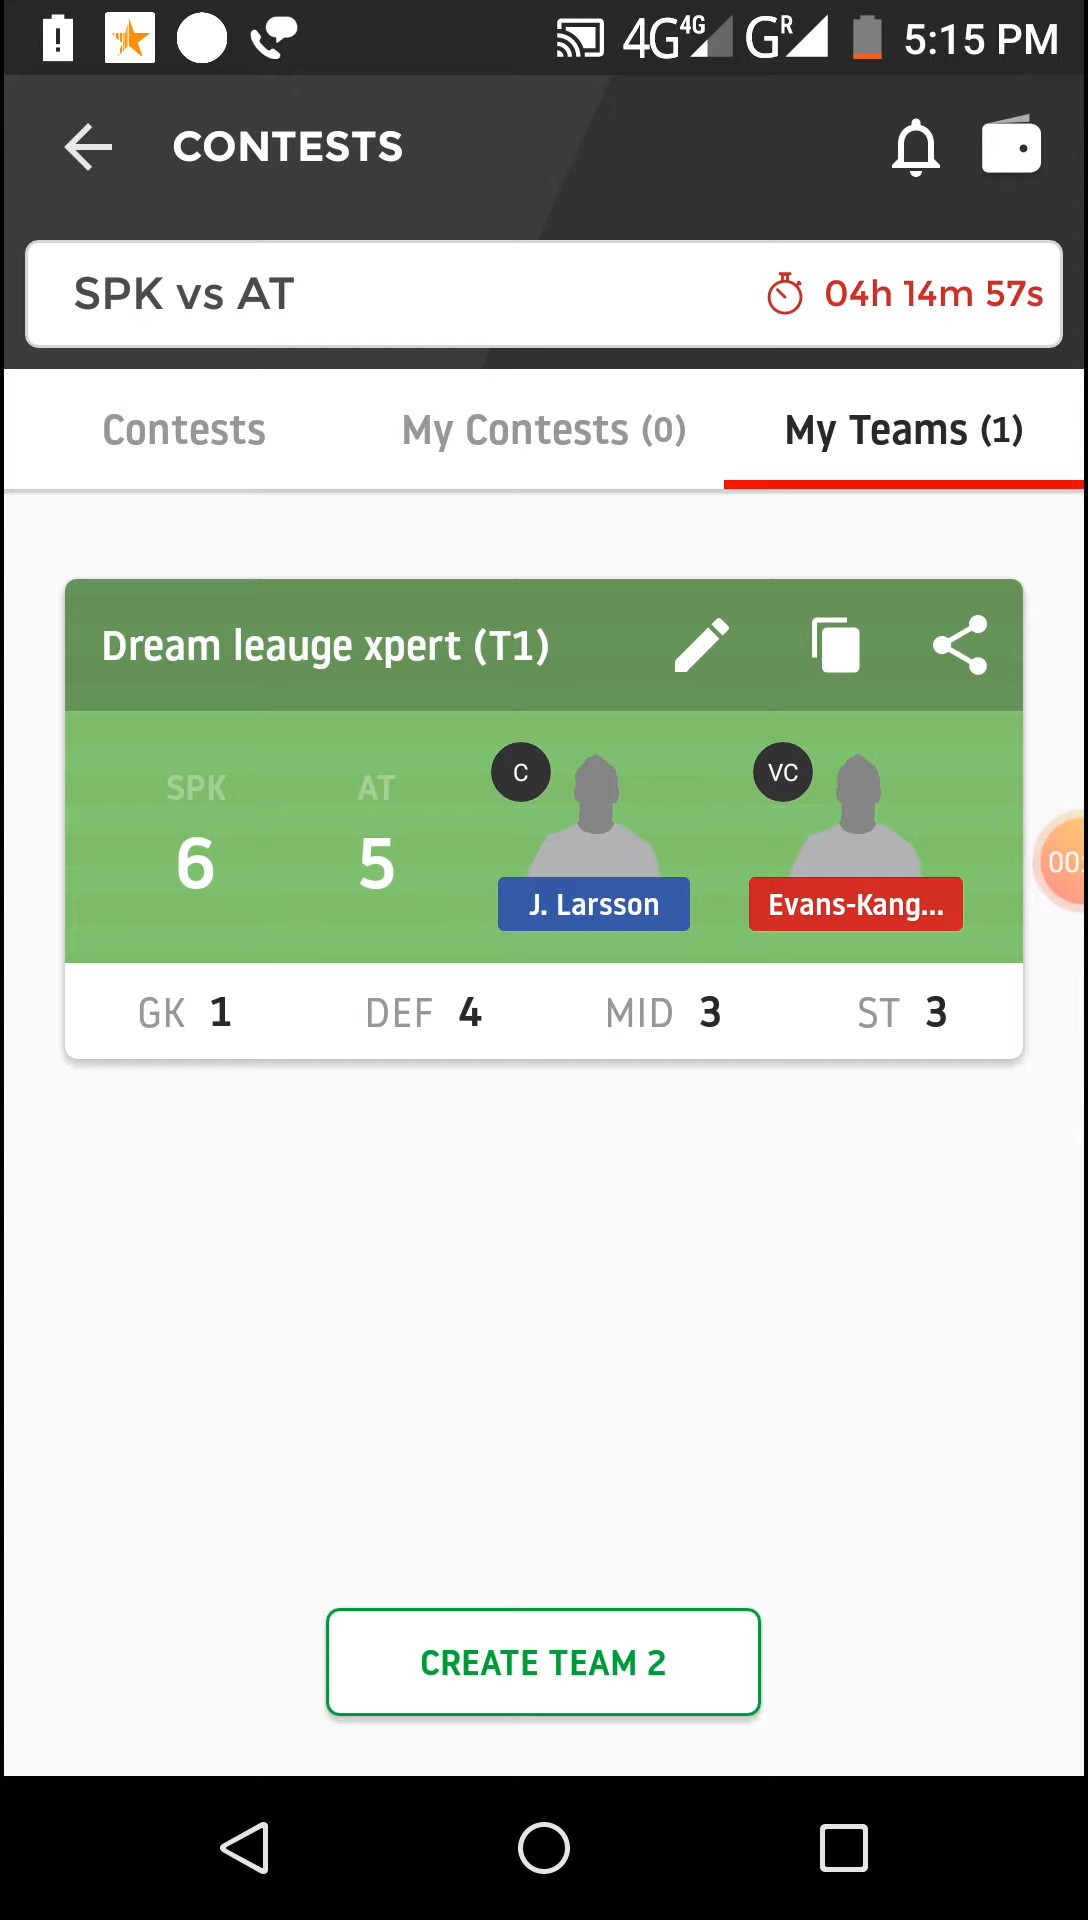 4G 4G G R 5:15 PM
CONTESTS
SPK vs AT 04h 14m 57s
Contests My Contests (0) My Teams (1)
Dream leauge xpert (T1)
SPK AT C VC
6 5
J. Larsson Evans-Kang...
00:
GK 1 DEF 4 MID 3 ST 3
CREATE TEAM 2